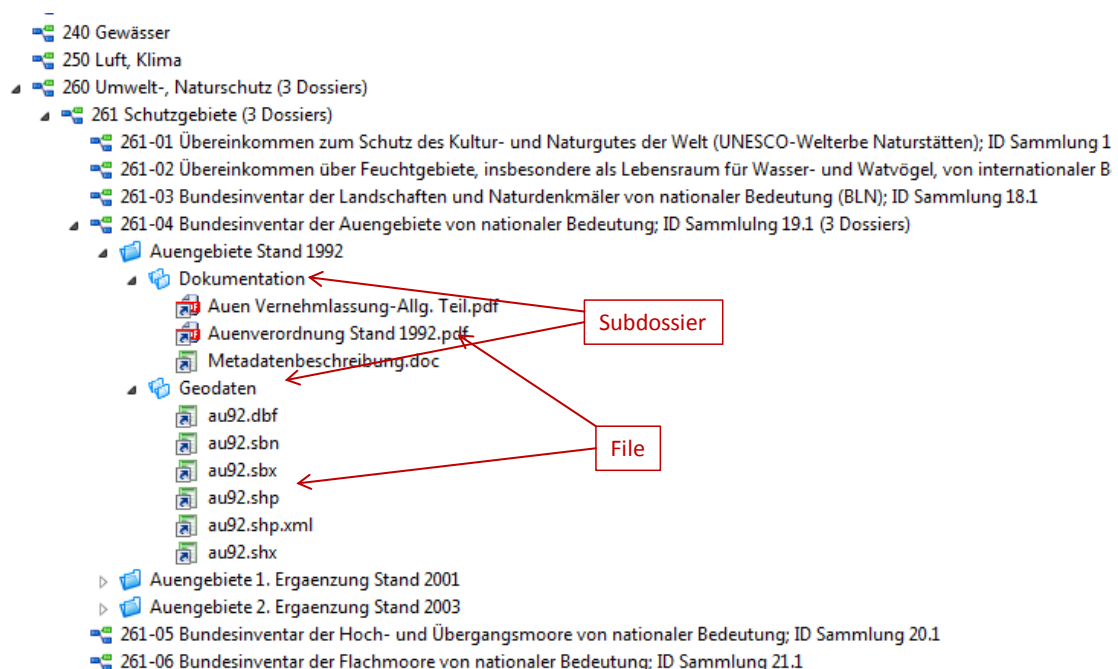 240 Gewässer
250 Luft, Klima
260 Umwelt-, Naturschutz (3 Dossiers)
261 Schutzgebiete (3 Dossiers)
261-01 Übereinkommen zum Schutz des Kultur- und Naturgutes der Welt (UNESCO-Welterbe Naturstätten); ID Sammlung 1
261-02 Übereinkommen über Feuchtgebiete, insbesondere als Lebensraum für Wasser- und Watvögel, von internationaler B
261-03 Bundesinventar der Landschaften und Naturdenkmäler von nationaler Bedeutung (BLN); ID Sammlung 18.1
261-04 Bundesinventar der Auengebiete von nationaler Bedeutung; ID Sammlulng 19.1 (3 Dossiers)
Auengebiete Stand 1992
Dokumentation
Auen Vernehmlassung-Allg. Teil.pdf
Subdossier
Auenverordnung Stand 1992.pdf
Metadatenbeschreibung.doc
Geodaten
au92.dbf
au92.sbn
File
au92.sbx
au92.shp
au92.shp.xml
au92.shx
Auengebiete 1. Ergaenzung Stand 2001
Auengebiete 2. Ergaenzung Stand 2003
261-05 Bundesinventar der Hoch- und Übergangsmoore von nationaler Bedeutung; ID Sammlung 20.1
261-06 Bundesinventar der Flachmoore von nationaler Bedeutung; ID Sammlung 21.1